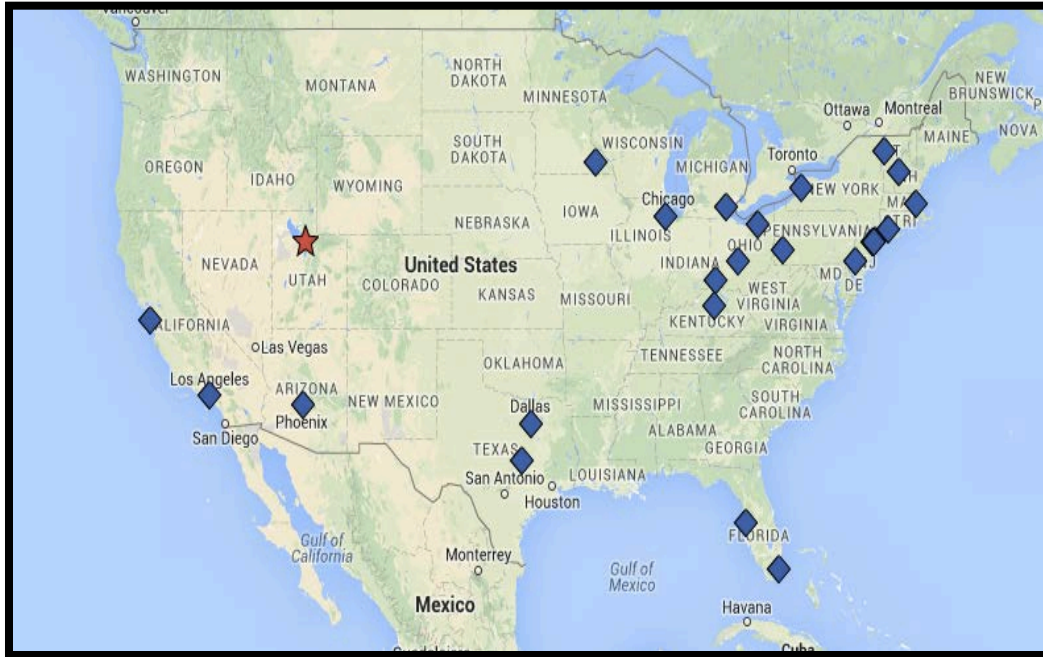 Vancouver
WASHINGTON
MONTANA
NORTH
DAKOTA
MINNESOTA
Ottawa
Montreal
NEW
BRUNSWICK
MAINE
NOVA
OREGON
IDAHO
WYOMING
SOUTH
DAKOTA
WISCONSIN
MICHIGAN
Toronto
NEW YORK
NEBRASKA
IOWA
Chicago
ILLINOIS
INDIANA
OHIO
PENNSYLVANIA
MA
RI
NJ
MD
DE
NEVADA
UTAH
COLORADO
United States
KANSAS
MISSOURI
WEST
VIRGINIA
KENTUCKY
VIRGINIA
CALIFORNIA
Las Vegas
Los Angeles
ARIZONA
Phoenix
San Diego
NEW MEXICO
OKLAHOMA
TENNESSEE
NORTH
CAROLINA
Dallas
MISSISSIPPI
SOUTH
CAROLINA
ALABAMA
GEORGIA
TEXAS
San Antonio
Houston
LOUISIANA
Gulf of
California
Monterrey
Mexico
Gulf of
Mexico
FLORIDA
Havana
Cuba